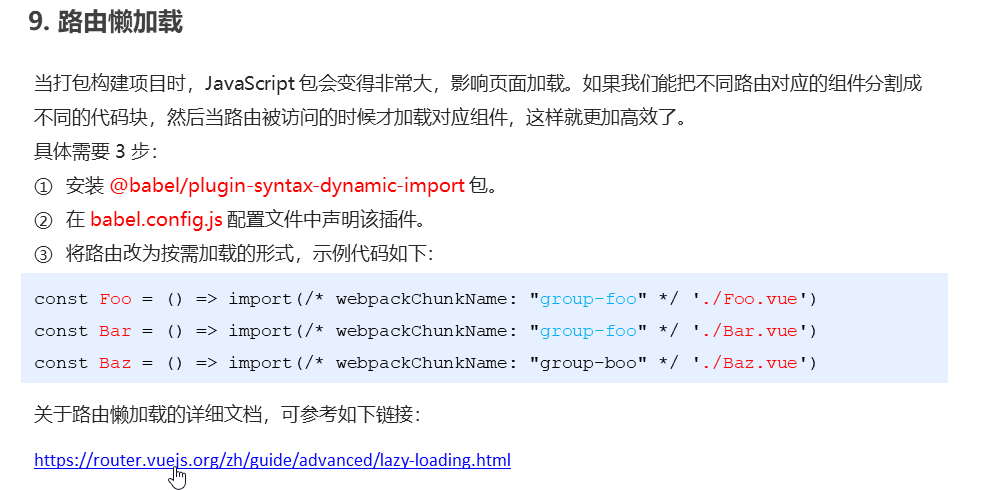 9. 路由懒加载
当打包构建项目时，JavaScript 包会变得非常大，影响页面加载。如果我们能把不同路由对应的组件分割成
不同的代码块，然后当路由被访问的时候才加载对应组件，这样就更加高效了。
具体需要 3 步：
① 安装 @babel/plugin-syntax-dynamic-import 包。
② 在 babel.config.js 配置文件中声明该插件。
③ 将路由改为按需加载的形式，示例代码如下：
const Foo = () => import(/* webpackChunkName: "group-foo" */ './Foo.vue')
const Bar = () => import(/* webpackChunkName: "group-foo" */ './Bar.vue')
const Baz = () => import(/* webpackChunkName: "group-boo" */ './Baz.vue')
关于路由懒加载的详细文档，可参考如下链接：
https://router.vuejs.org/zh/guide/advanced/lazy-loading.html